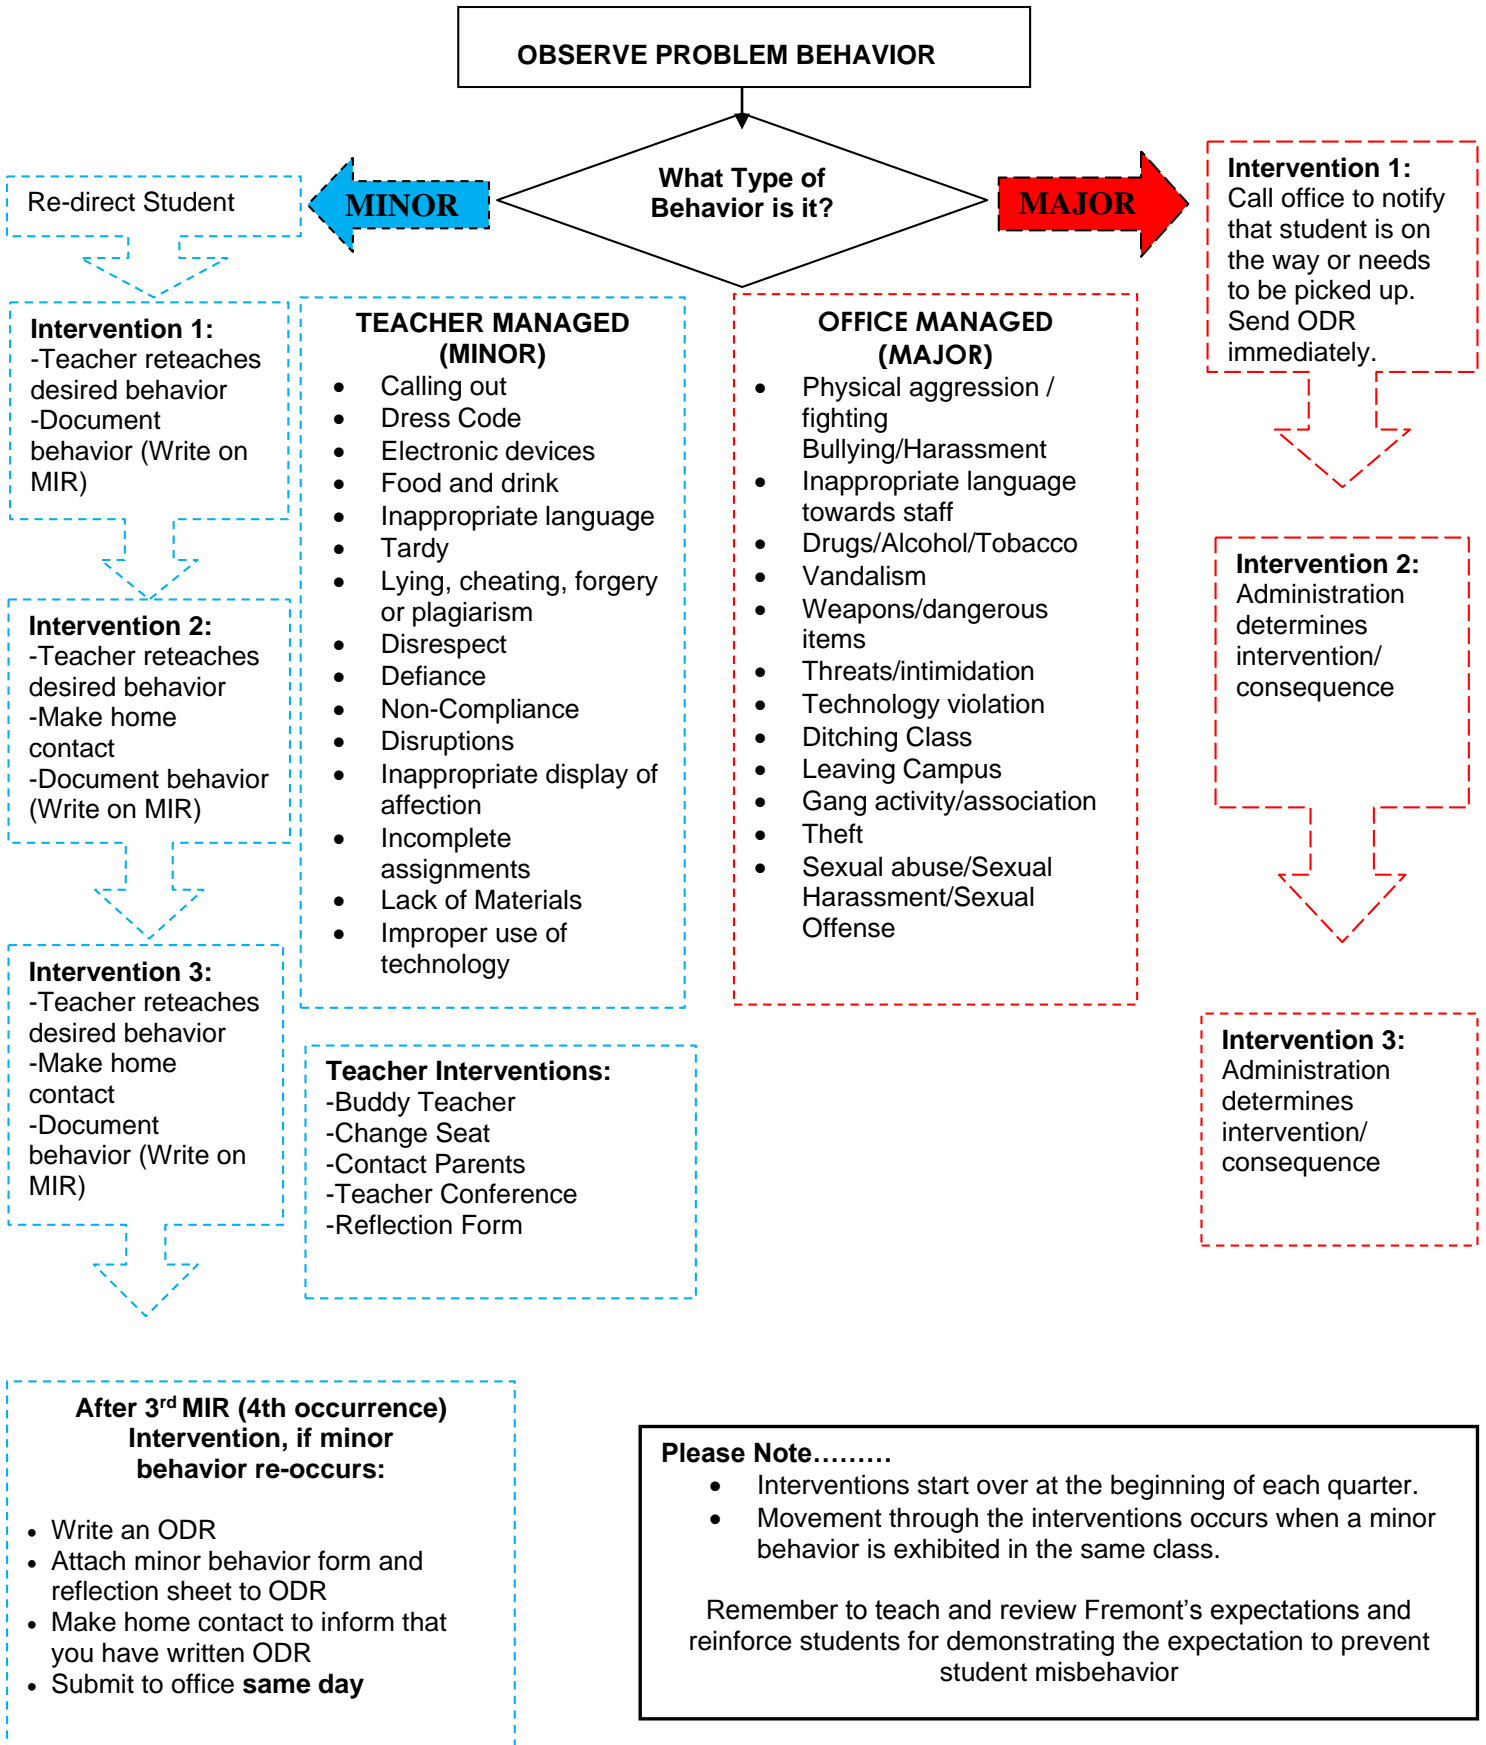 OBSERVE PROBLEM BEHAVIOR
What Type of
Behavior is it?
MINOR
MAJOR
Re-direct Student
Intervention 1:
-Teacher reteaches
desired behavior
-Document
behavior (Write on
MIR)
Intervention 2:
-Teacher reteaches
desired behavior
-Make home
contact
-Document behavior
(Write on MIR)
Intervention 3:
-Teacher reteaches
desired behavior
-Make home
contact
-Document
behavior (Write on
MIR)
TEACHER MANAGED
(MINOR)
• Calling out
• Dress Code
• Electronic devices
• Food and drink
• Inappropriate language
• Tardy
• Lying, cheating, forgery
or plagiarism
• Disrespect
• Defiance
• Non-Compliance
• Disruptions
• Inappropriate display of
affection
• Incomplete
assignments
• Lack of Materials
• Improper use of
technology
Teacher Interventions:
-Buddy Teacher
-Change Seat
-Contact Parents
-Teacher Conference
-Reflection Form
OFFICE MANAGED
(MAJOR)
• Physical aggression /
fighting
Bullying/Harassment
• Inappropriate language
towards staff
• Drugs/Alcohol/Tobacco
• Vandalism
• Weapons/dangerous
items
• Threats/intimidation
• Technology violation
• Ditching Class
• Leaving Campus
• Gang activity/association
• Theft
• Sexual abuse/Sexual
Harassment/Sexual
Offense
Intervention 1:
Call office to notify
that student is on
the way or needs
to be picked up.
Send ODR
immediately.
Intervention 2:
Administration
determines
intervention/
consequence
Intervention 3:
Administration
determines
intervention/
consequence
After 3rd MIR (4th occurrence)
Intervention, if minor
behavior re-occurs:
• Write an ODR
• Attach minor behavior form and
reflection sheet to ODR
• Make home contact to inform that
you have written ODR
• Submit to office same day
Please Note………
• Interventions start over at the beginning of each quarter.
• Movement through the interventions occurs when a minor
behavior is exhibited in the same class.
Remember to teach and review Fremont’s expectations and
reinforce students for demonstrating the expectation to prevent
student misbehavior